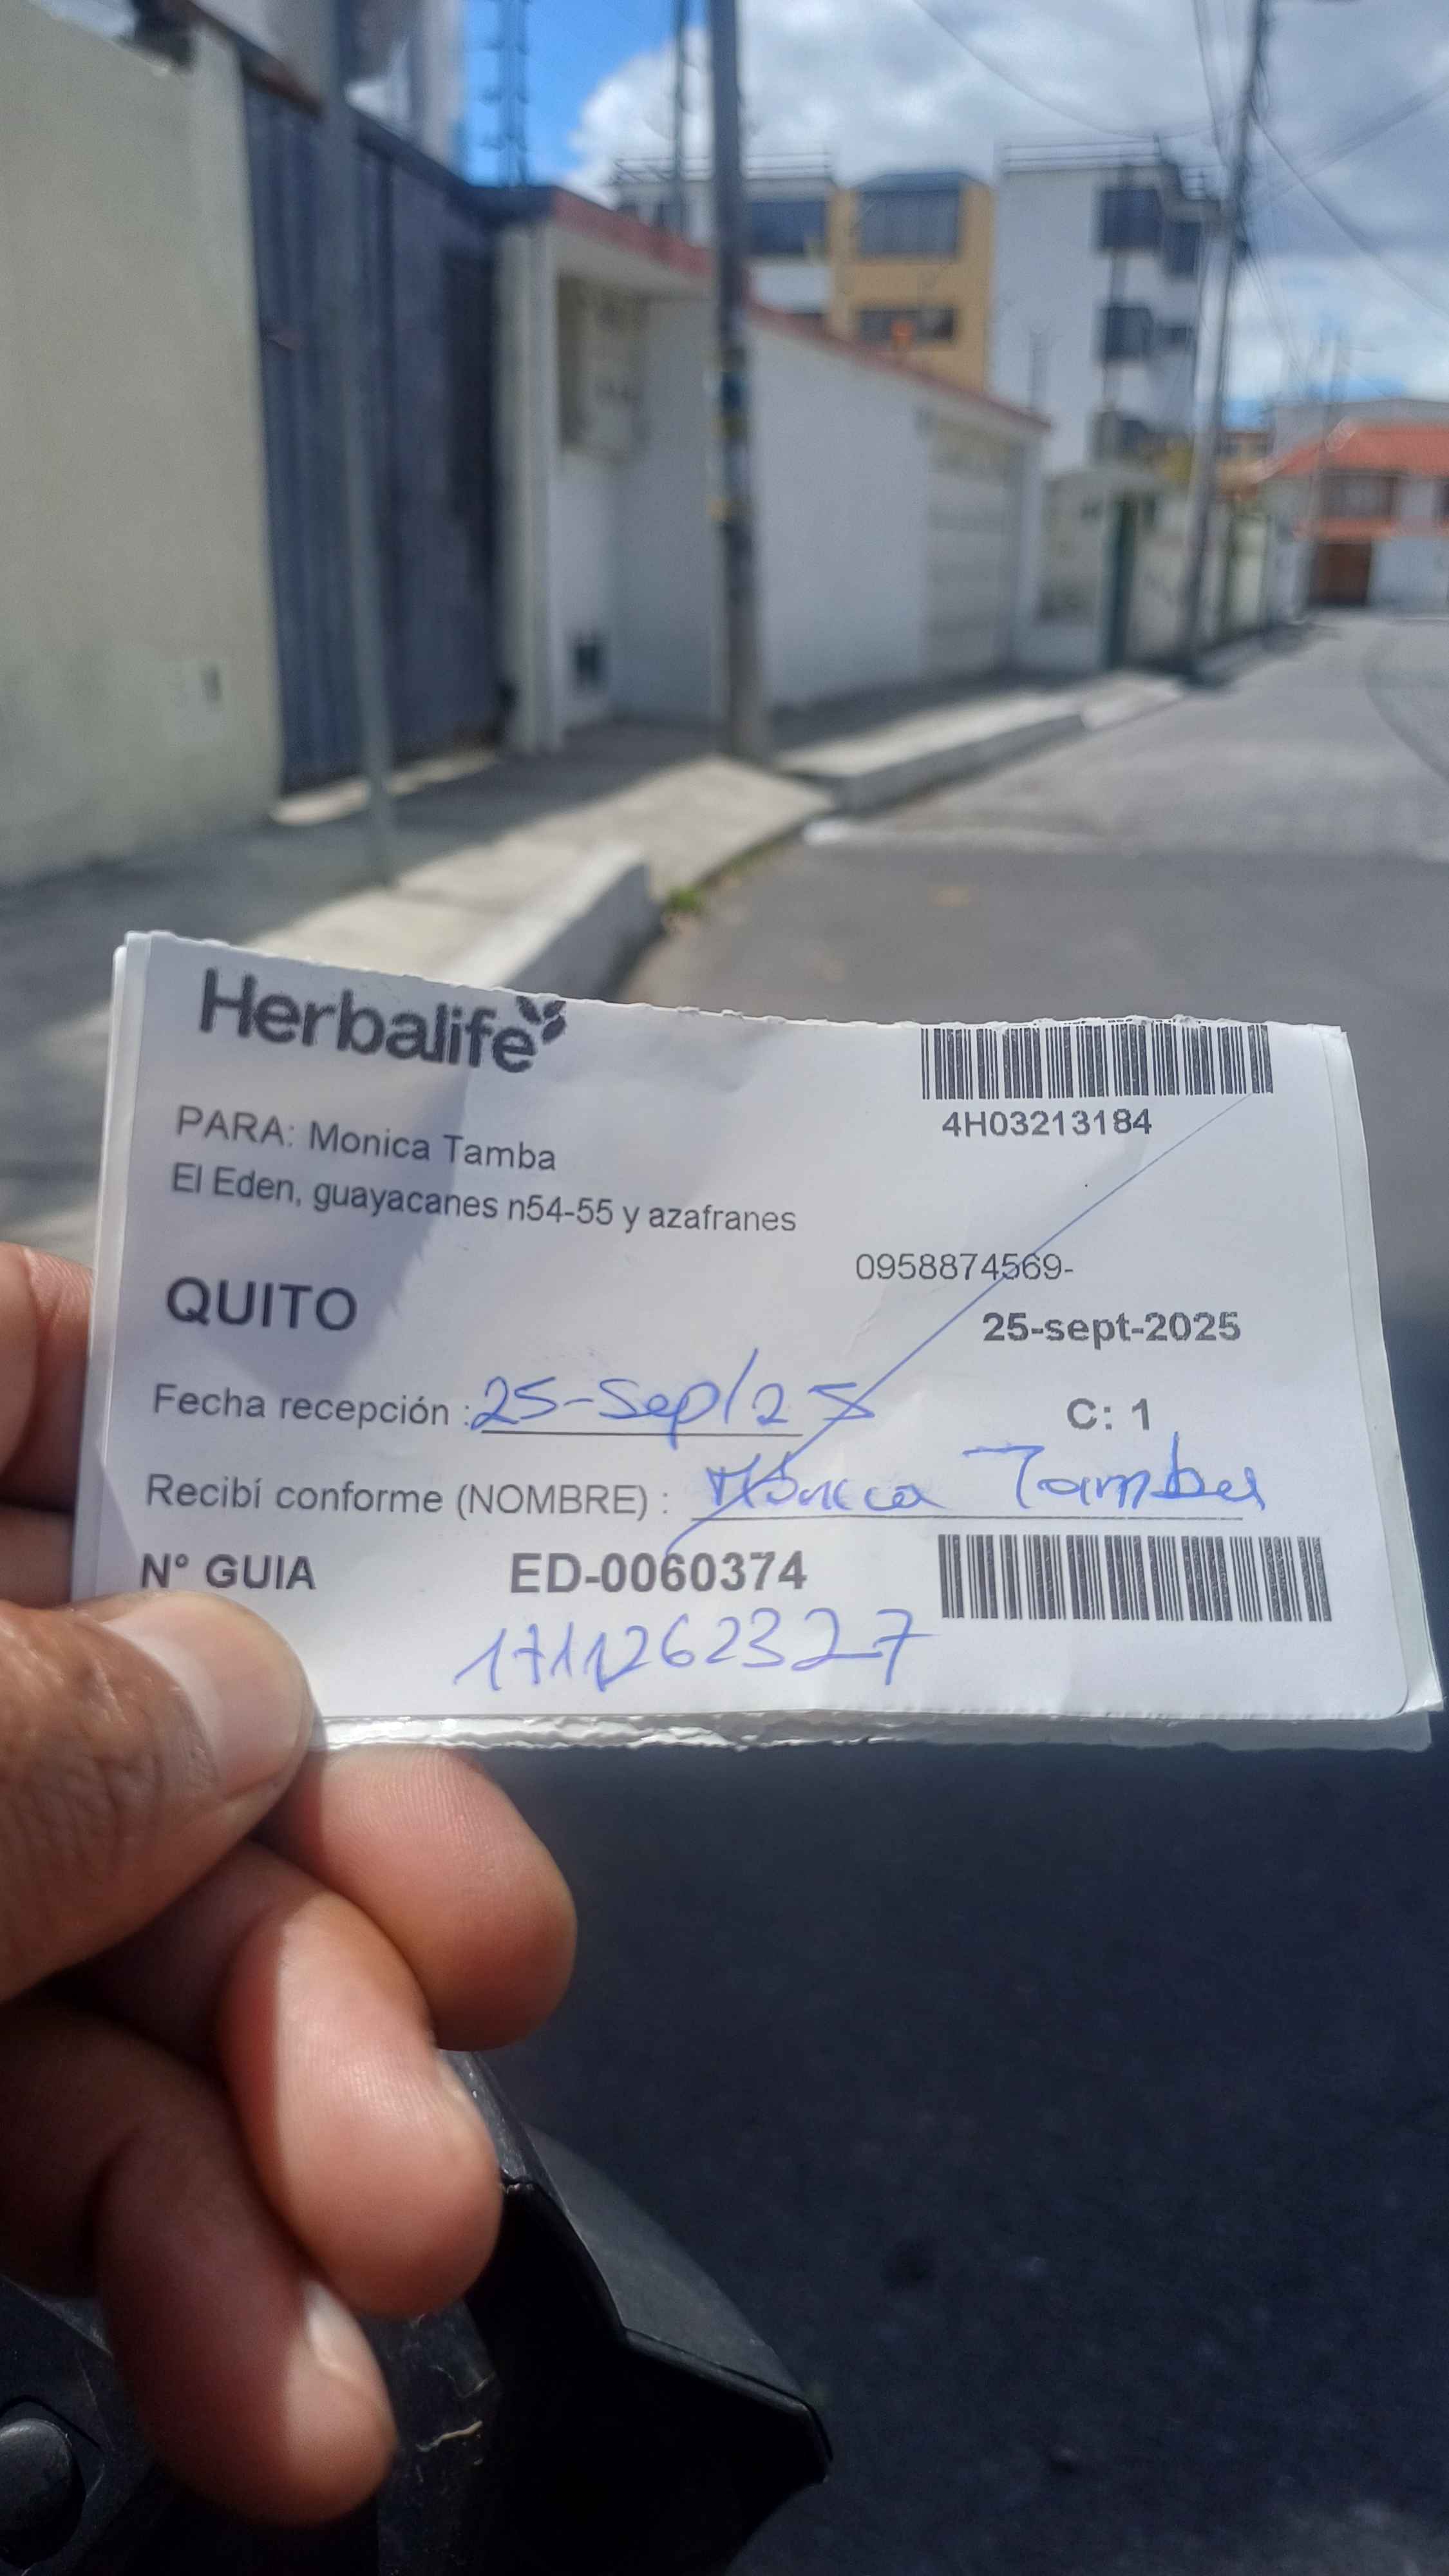 Herbalife
4H03213184
PARA: Monica Tamba
El Eden, guayacanes n54-55 y azafranes
0958874569-
QUITO
25-sept-2025
Fecha recepción : 25-Sep/25
C: 1
Recibí conforme (NOMBRE) : Mónica Tamba
N° GUIA ED-0060374
1711262327